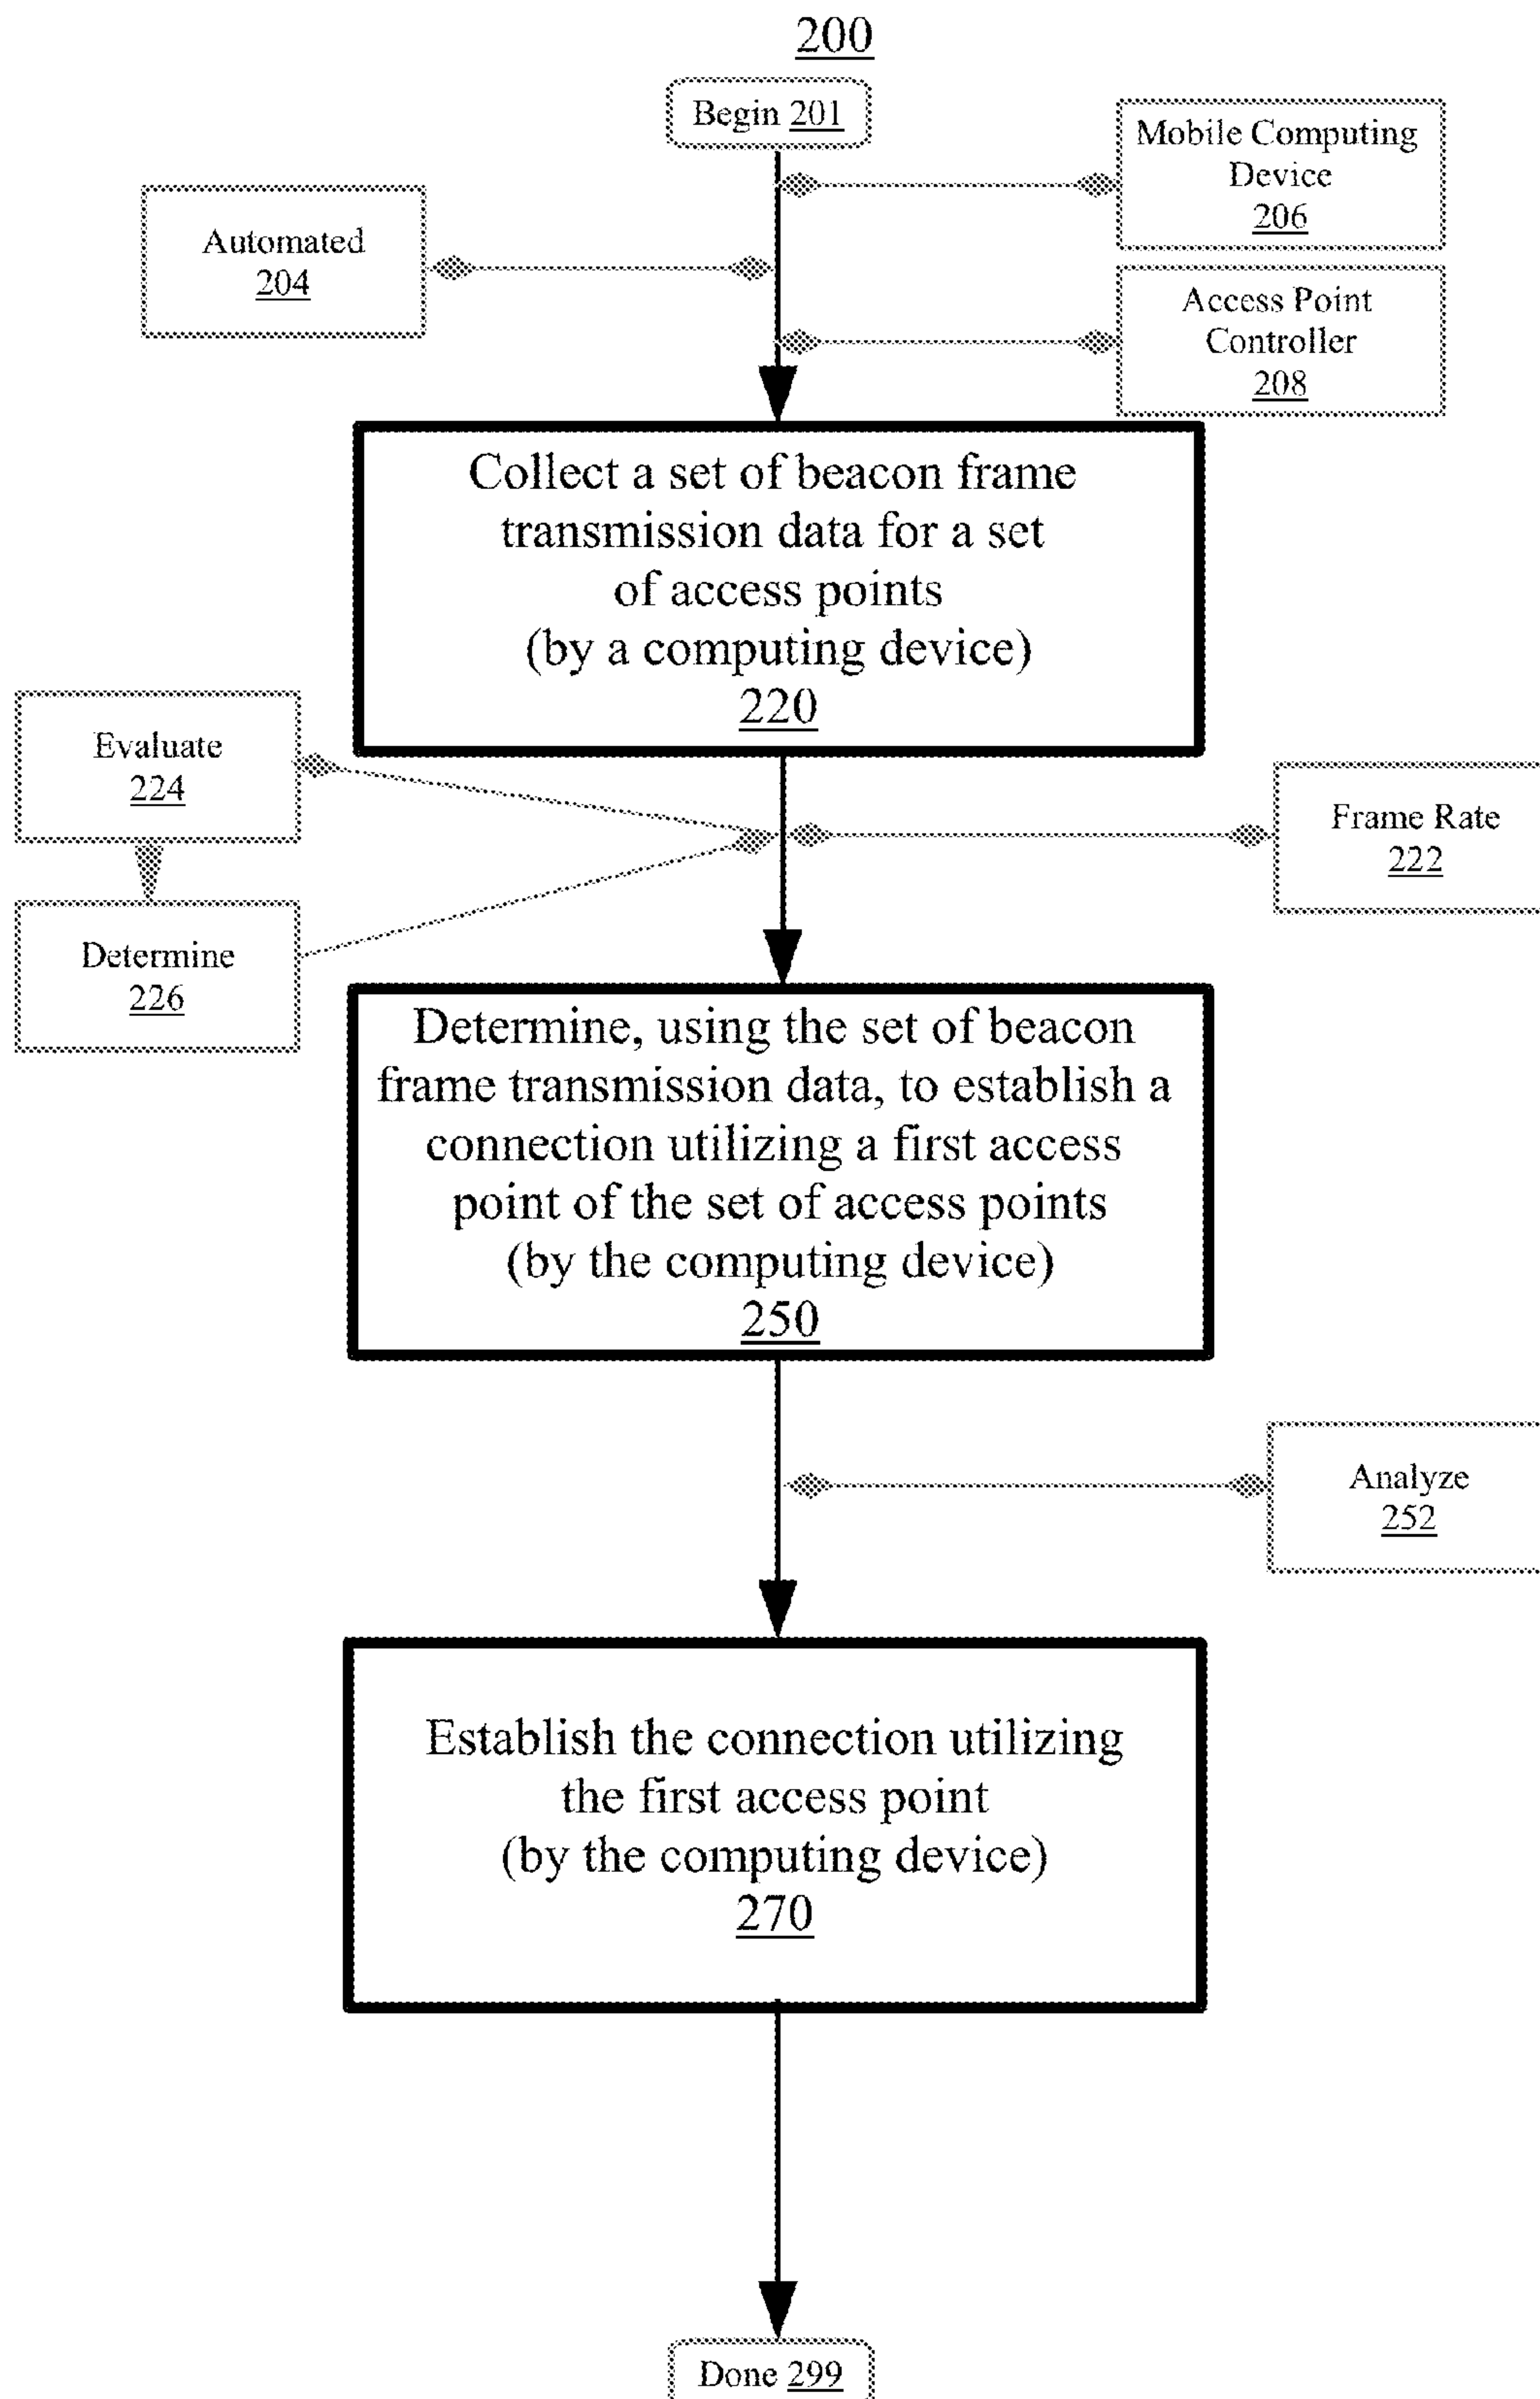 200
Begin 201
Mobile Computing
Device
206
Automated
204
Access Point
Controller
208
Collect a set of beacon frame
transmission data for a set
of access points
(by a computing device)
220
Evaluate
224
Frame Rate
222
Determine
226
Determine, using the set of beacon
frame transmission data, to establish a
connection utilizing a first access
point of the set of access points
(by the computing device)
250
Analyze
252
Establish the connection utilizing
the first access point
(by the computing device)
270
Done 299